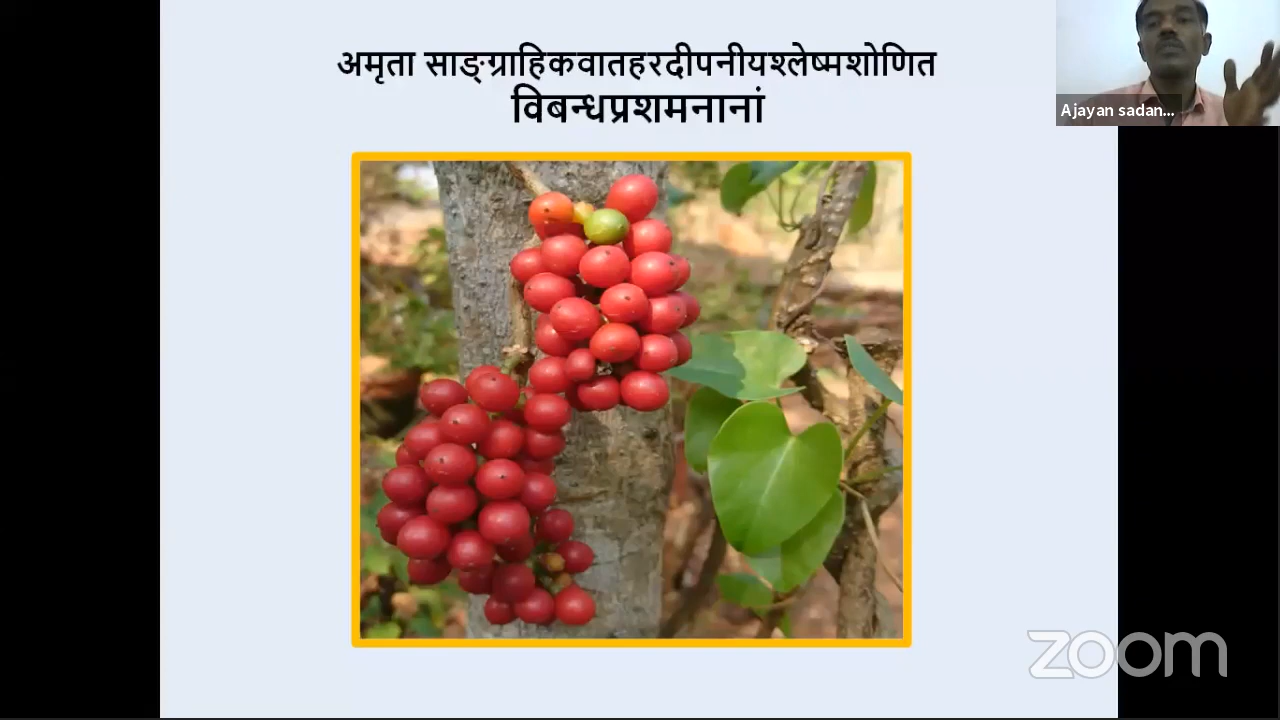 अमृता साङ्ग्राहिकवातहरदीपनीयश्लेष्मशोणित
विबन्धप्रशमनानां
Ajayan sadan...
zoom